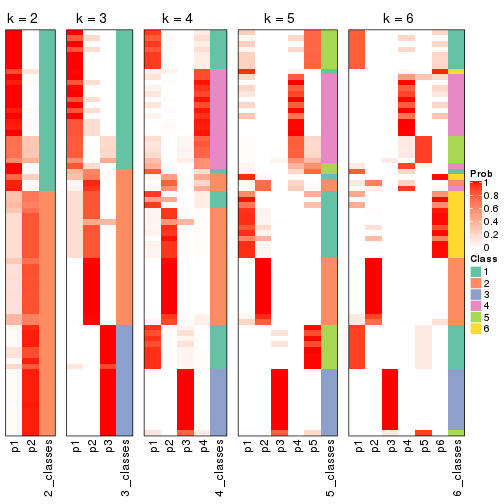 k = 2
k = 3
k = 4
k = 5
k = 6
p1
p2
2_classes
p1
p2
p3
3_classes
p1
p2
p3
p4
4_classes
p1
p2
p3
p4
p5
5_classes
p1
p2
p3
p4
p5
p6
6_classes
Prob
1
0.8
0.6
0.4
0.2
0
Class
1
2
3
4
5
6